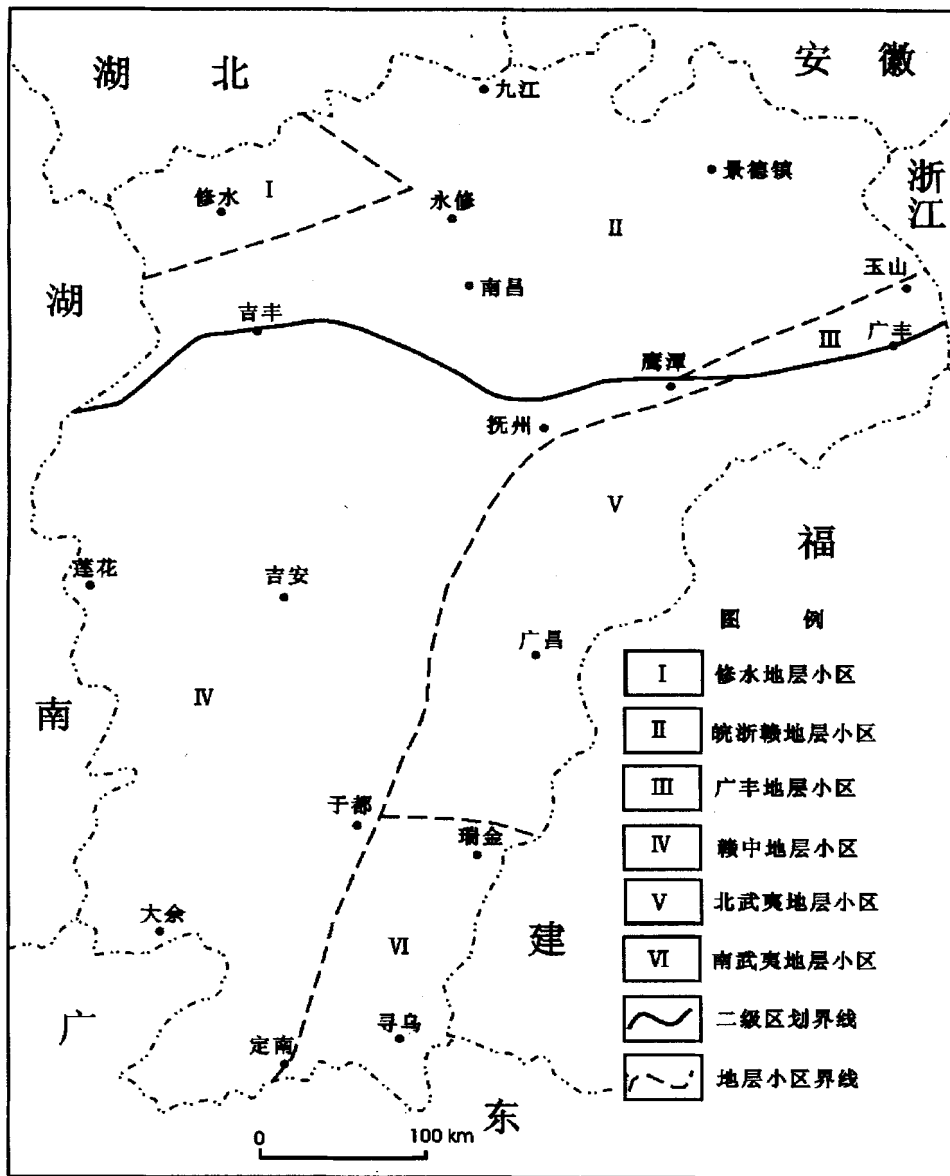 湖 北
安 徽
九江
景德镇
浙江
修水
I
永修
II
湖
南昌
玉山
吉丰
III
广丰
鹰潭
抚州
V
福
莲花
吉安
图 例
广昌
I 修水地层小区
南
IV
II 皖浙赣地层小区
III 广丰地层小区
于都
瑞金
IV 赣中地层小区
V 北武夷地层小区
大余
建
VI
VI 南武夷地层小区
广
寻乌
二级区划界线
定南
地层小区界线
东
0 100 km